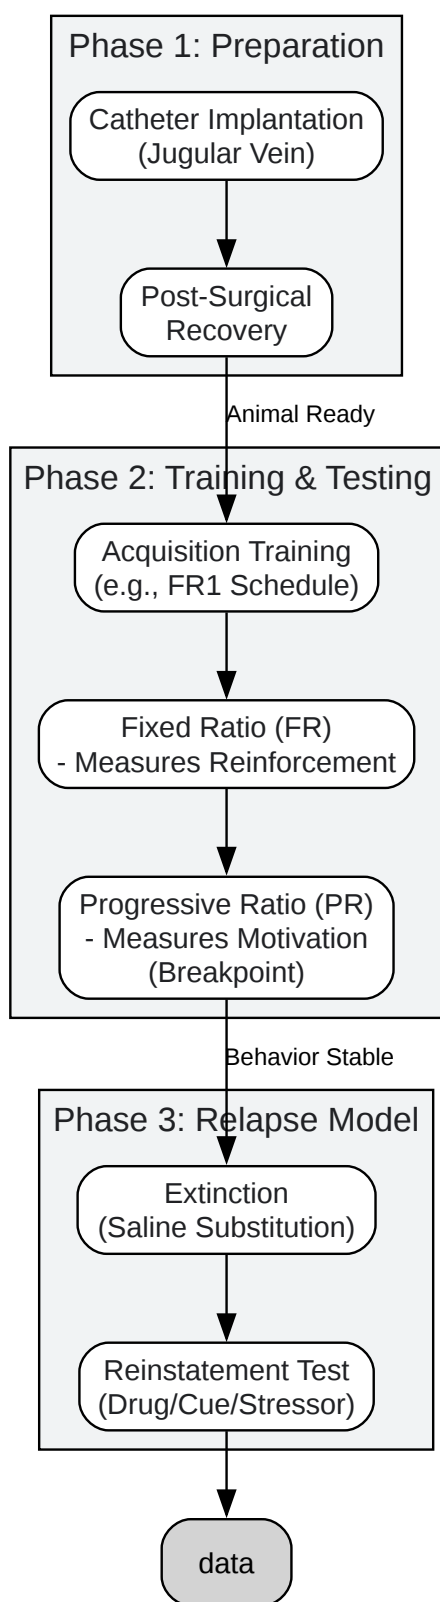 Phase 1: Preparation
Catheter Implantation
(Jugular Vein)
Post-Surgical
Recovery
Animal Ready
Phase 2: Training & Testing
Acquisition Training
(e.g., FR1 Schedule)
Fixed Ratio (FR)
- Measures Reinforcement
Progressive Ratio (PR)
- Measures Motivation
(Breakpoint)
Behavior Stable
Phase 3: Relapse Model
Extinction
(Saline Substitution)
Reinstatement Test
(Drug/Cue/Stressor)
data